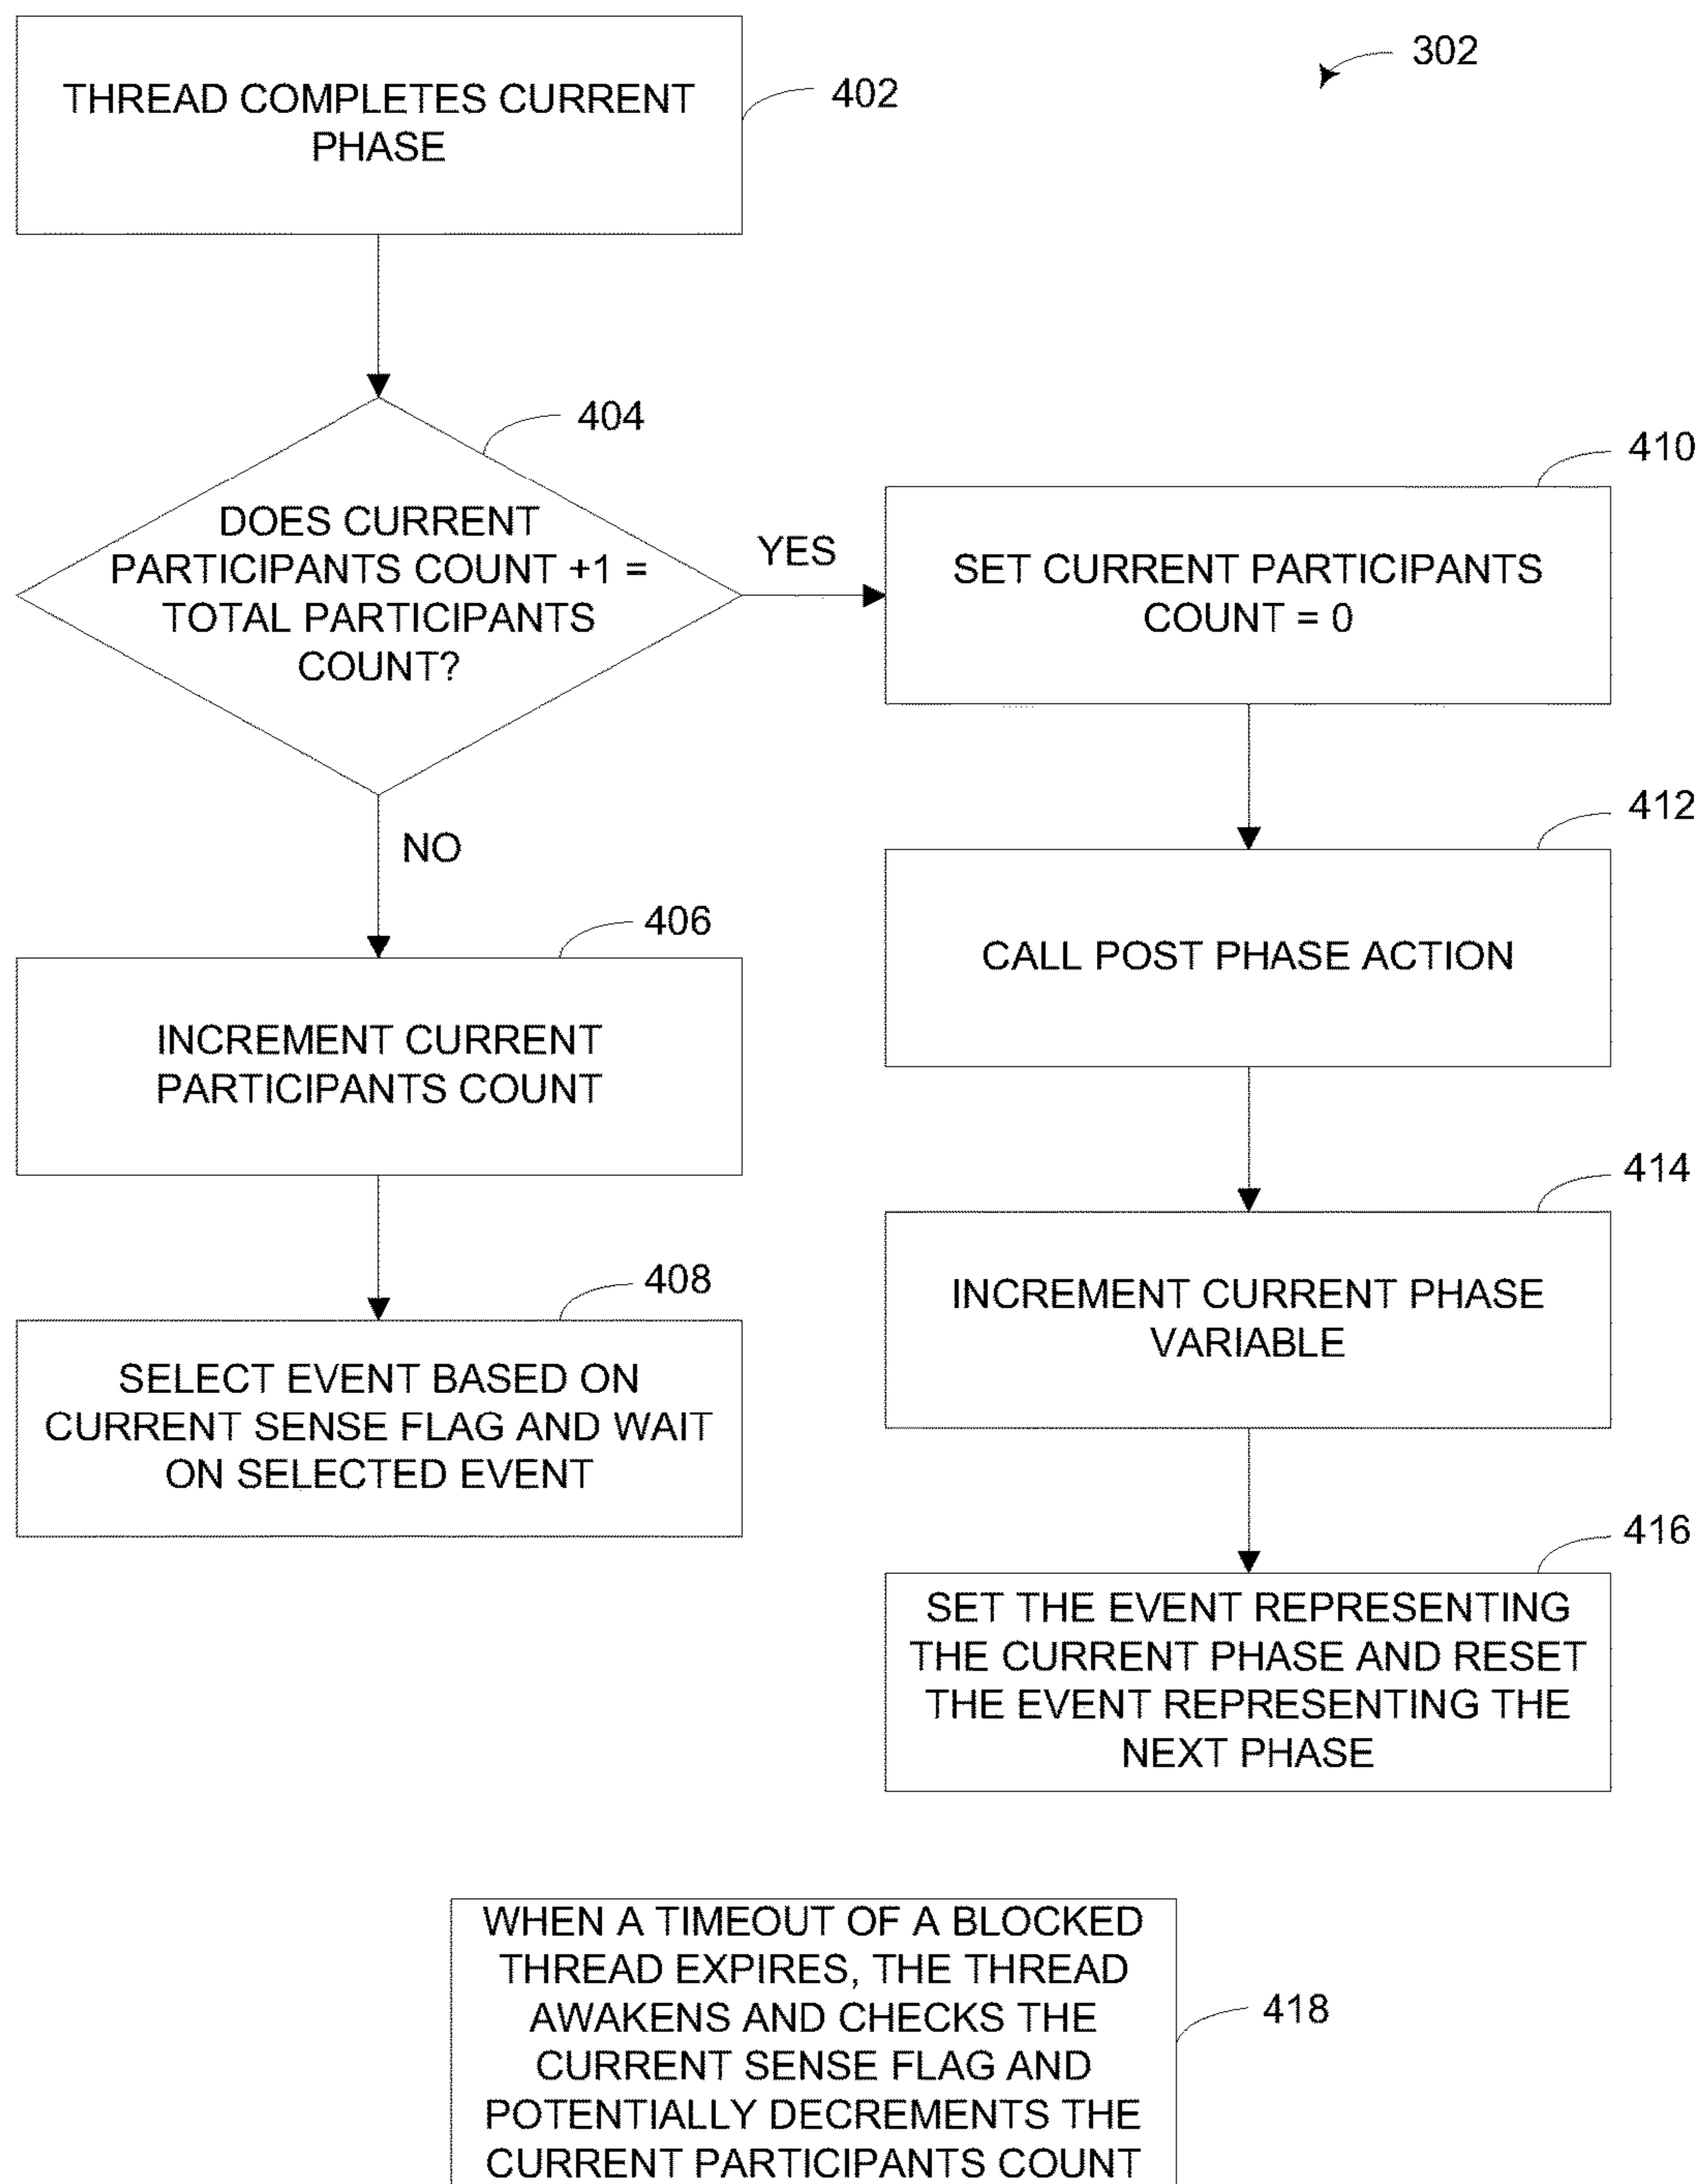 302
THREAD COMPLETES CURRENT
PHASE
402
404
DOES CURRENT
PARTICIPANTS COUNT +1 =
TOTAL PARTICIPANTS
COUNT?
YES
NO
406
INCREMENT CURRENT
PARTICIPANTS COUNT
408
SELECT EVENT BASED ON
CURRENT SENSE FLAG AND WAIT
ON SELECTED EVENT
410
SET CURRENT PARTICIPANTS
COUNT = 0
412
CALL POST PHASE ACTION
414
INCREMENT CURRENT PHASE
VARIABLE
416
SET THE EVENT REPRESENTING
THE CURRENT PHASE AND RESET
THE EVENT REPRESENTING THE
NEXT PHASE
WHEN A TIMEOUT OF A BLOCKED
THREAD EXPIRES, THE THREAD
AWAKENS AND CHECKS THE
CURRENT SENSE FLAG AND
POTENTIALLY DECREMENTS THE
CURRENT PARTICIPANTS COUNT
418